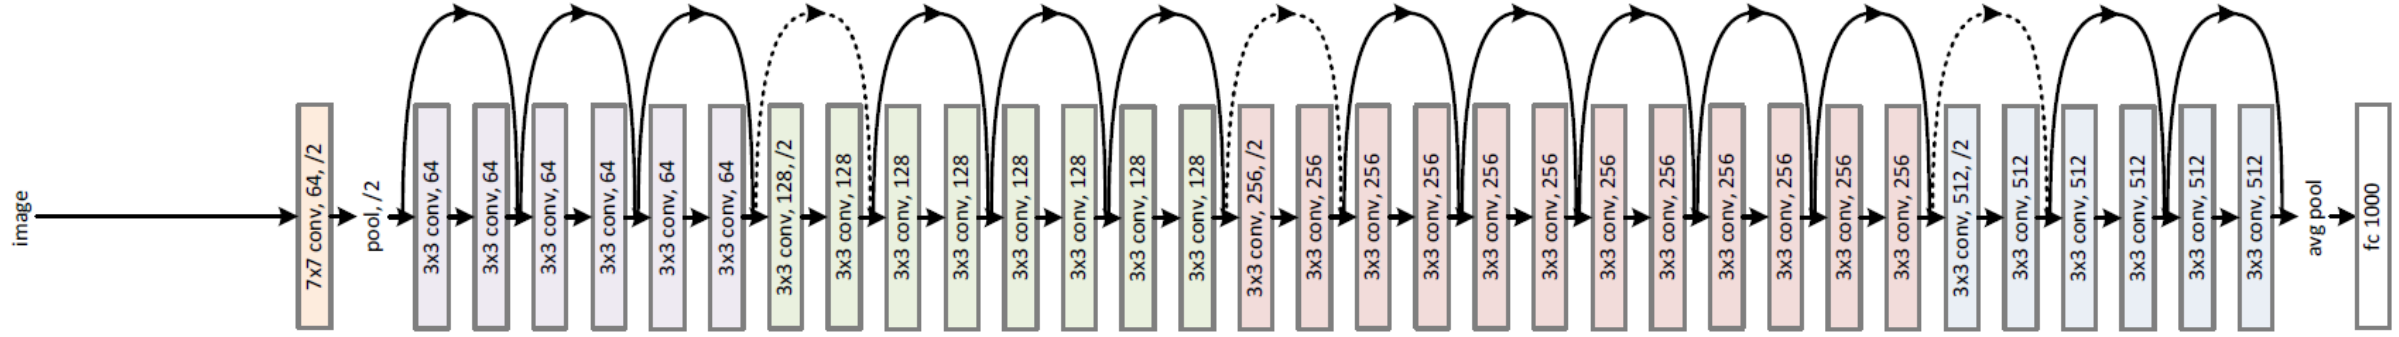 image
7x7 conv, 64, /2
pool, /2
3x3 conv, 64
3x3 conv, 64
3x3 conv, 64
3x3 conv, 64
3x3 conv, 64
3x3 conv, 64
3x3 conv, 128, /2
3x3 conv, 128
3x3 conv, 128
3x3 conv, 128
3x3 conv, 128
3x3 conv, 128
3x3 conv, 128
3x3 conv, 128
3x3 conv, 256, /2
3x3 conv, 256
3x3 conv, 256
3x3 conv, 256
3x3 conv, 256
3x3 conv, 256
3x3 conv, 256
3x3 conv, 256
3x3 conv, 256
3x3 conv, 256
3x3 conv, 256
3x3 conv, 256
3x3 conv, 512, /2
3x3 conv, 512
3x3 conv, 512
3x3 conv, 512
3x3 conv, 512
3x3 conv, 512
avg pool
fc 1000